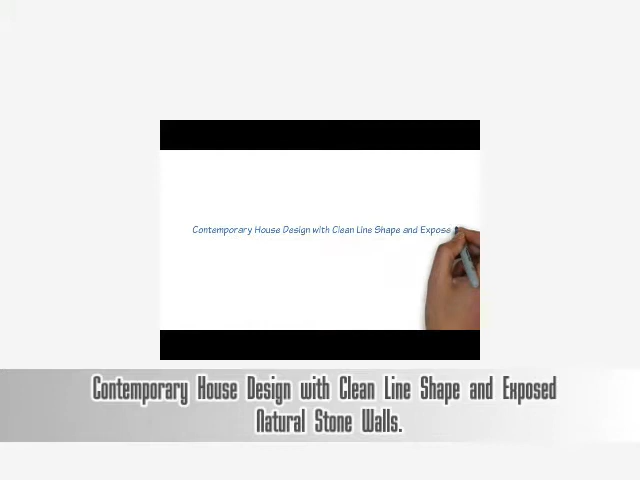 Contemporary House Design with Clean Line Shape and Expose
Contemporary House Design with Clean Line Shape and Exposed
Natural Stone Walls.